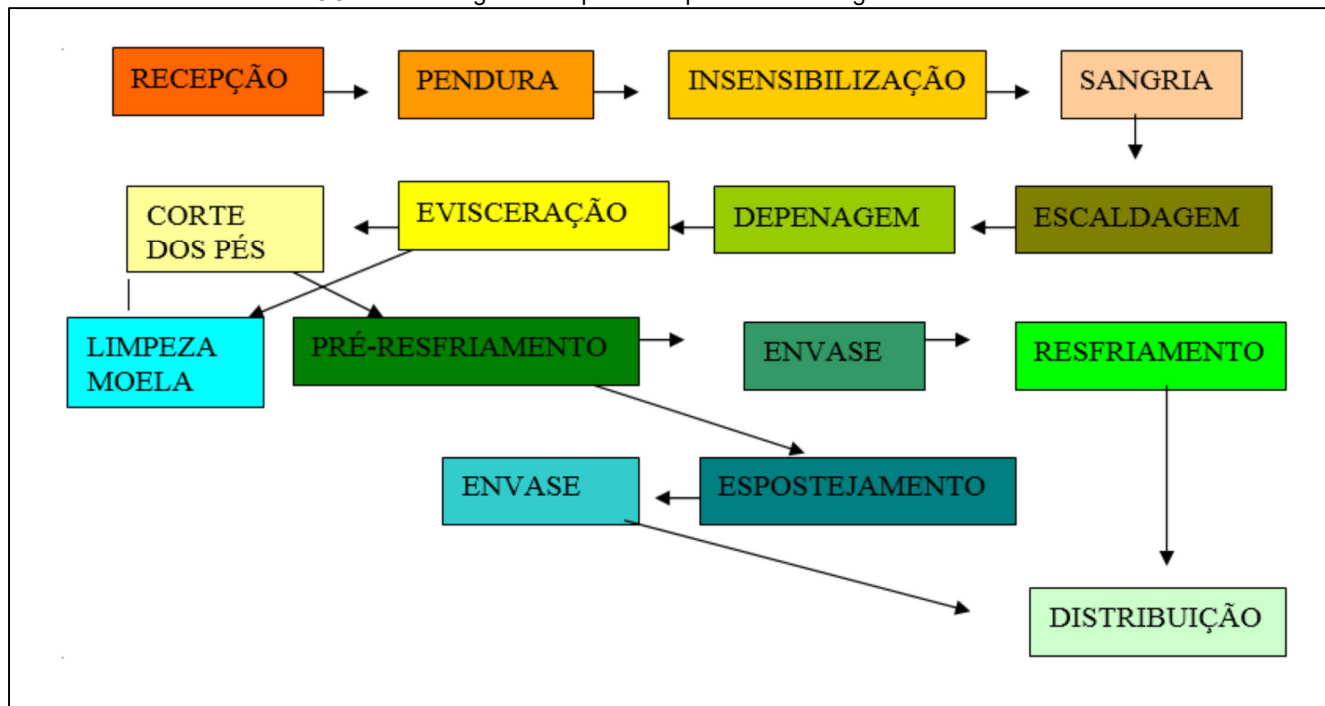 RECEPÇÃO
PENDURA
INSENSIBILIZAÇÃO
SANGRIA
CORTE
DOS PÉS
EVISCERAÇÃO
DEPENAGEM
ESCALDAGEM
LIMPEZA
MOELA
PRÉ-RESFRIAMENTO
ENVASE
RESFRIAMENTO
ENVASE
ESPOSTEJAMENTO
DISTRIBUIÇÃO